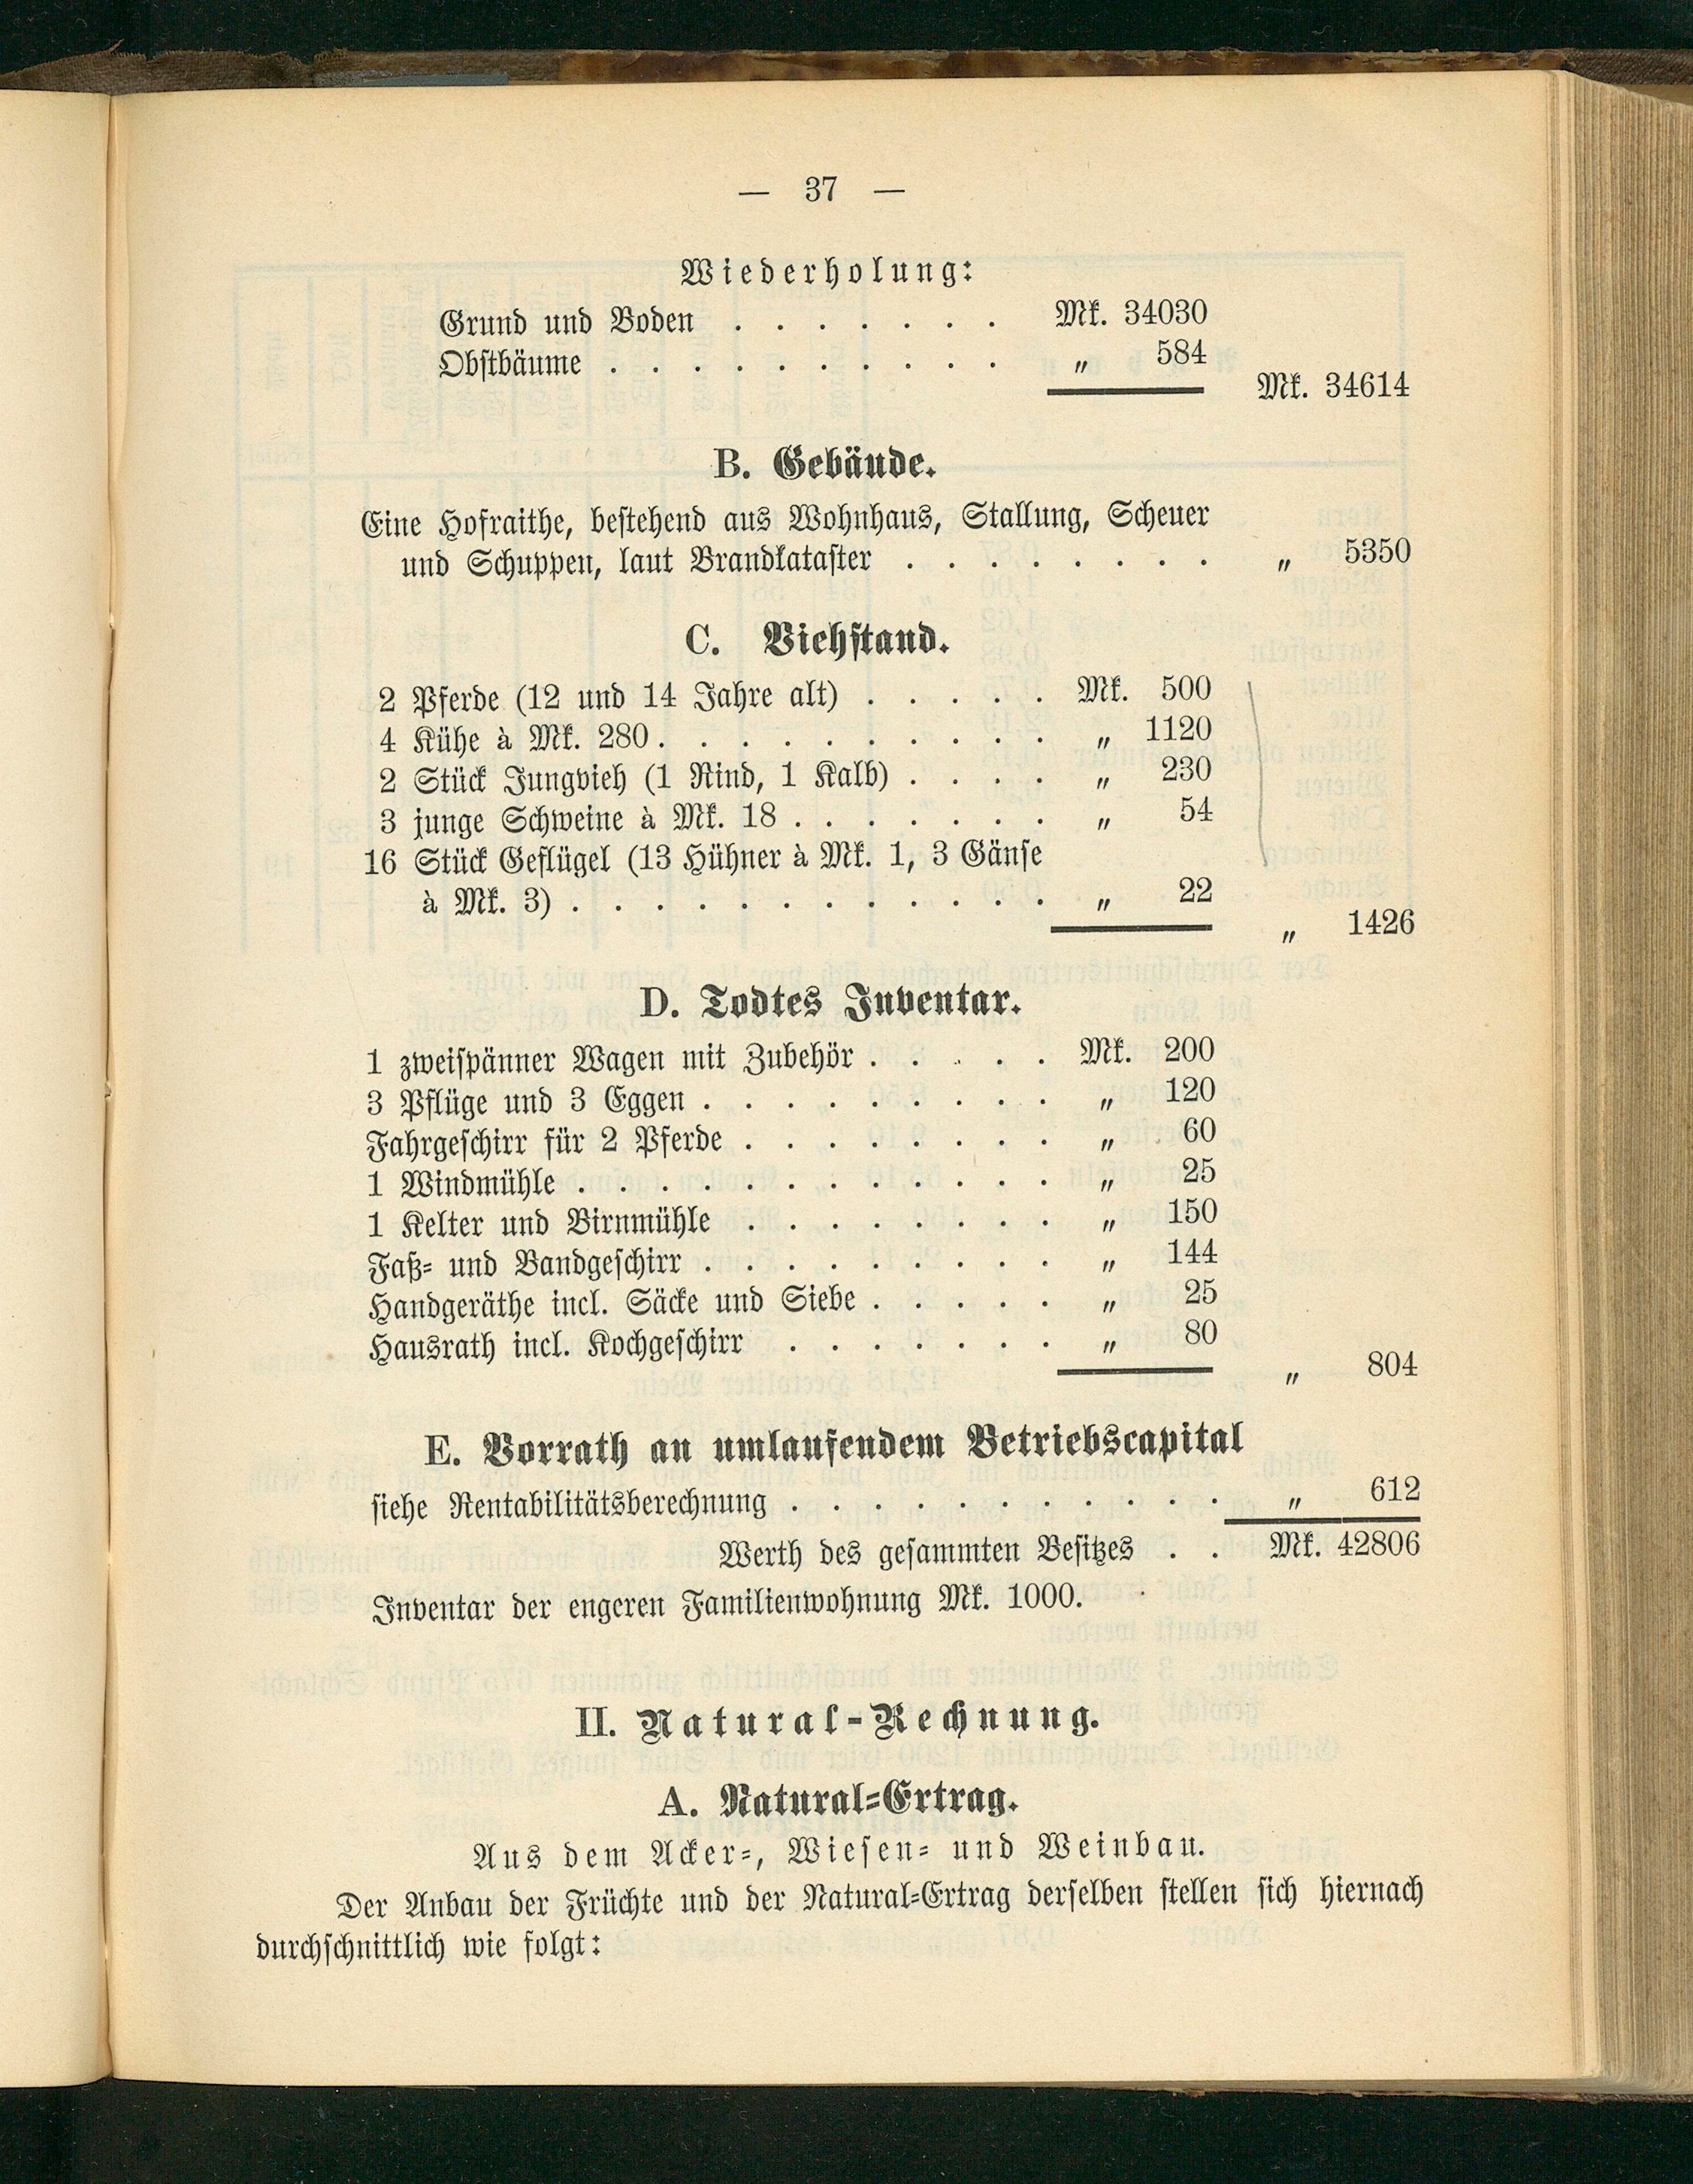 — 37 —
Wiederholung:
Grund und Boden . . . . . . . Mk. 34030
Obstbäume . . . . . . . . . . „ 584
Mk. 34614
B. Gebäude.
Eine Hofraithe, bestehend aus Wohnhaus, Stallung, Scheuer
und Schuppen, laut Brandkataster . . . . . . . . „ 5350
C. Viehstand.
2 Pferde (12 und 14 Jahre alt) . . . . . Mk. 500
4 Kühe à Mk. 280 . . . . . . . . . . „ 1120
2 Stück Jungvieh (1 Rind, 1 Kalb) . . . . „ 230
3 junge Schweine à Mk. 18 . . . . . . . „ 54
16 Stück Geflügel (13 Hühner à Mk. 1, 3 Gänse
à Mk. 3) . . . . . . . . . . . . „ 22
„ 1426
D. Todtes Inventar.
1 zweispänner Wagen mit Zubehör . . . . . Mk. 200
3 Pflüge und 3 Eggen . . . . . . . . . „ 120
Fahrgeschirr für 2 Pferde . . . . . . . . „ 60
1 Windmühle . . . . . . . . . . . . „ 25
1 Kelter und Birnmühle . . . . . . . . „ 150
Faß- und Bandgeschirr . . . . . . . . . „ 144
Handgeräthe incl. Säcke und Siebe . . . . . „ 25
Hausrath incl. Kochgeschirr . . . . . . . „ 80
„ 804
E. Vorrath an umlaufendem Betriebscapital
siehe Rentabilitätsberechnung . . . . . . . . . . . „ 612
Werth des gesammten Besitzes . . Mk. 42806
Inventar der engeren Familienwohnung Mk. 1000.
II. Natural-Rechnung.
A. Natural-Ertrag.
Aus dem Acker-, Wiesen- und Weinbau.
Der Anbau der Früchte und der Natural-Ertrag derselben stellen sich hiernach
durchschnittlich wie folgt: